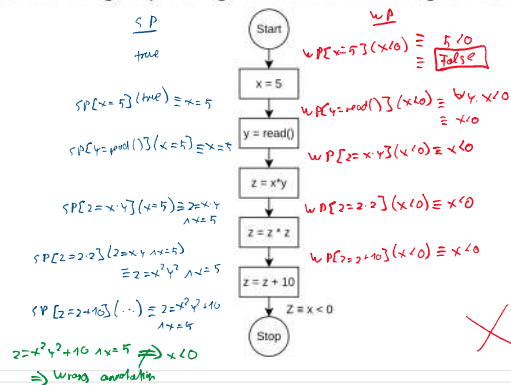 SP
true
SP[x=5](true) ≡ x=5
SP[y=read()](x=5) ≡ x=5
SP[z=x·y](x=5) ≡ z=x·y
∧ x=5
SP[z=z·z](z=x·y ∧ x=5)
≡ z=x²y² ∧ x=5
SP[z=z+10](...) ≡ z=x²y²+10
∧ x=5
z=x²y²+10 ∧ x=5 ⇏ x<0
⇒ Wrong annotation
Start
x = 5
y = read()
z = x*y
z = z * z
z = z + 10
Z ≡ x < 0
Stop
WP
WP[x=5](x<0) ≡ 5<0
≡ False
WP[y=read()](x<0) ≡ ∀y. x<0
≡ x<0
WP[z=x·y](x<0) ≡ x<0
WP[z=z·z](x<0) ≡ x<0
WP[z=z+10](x<0) ≡ x<0